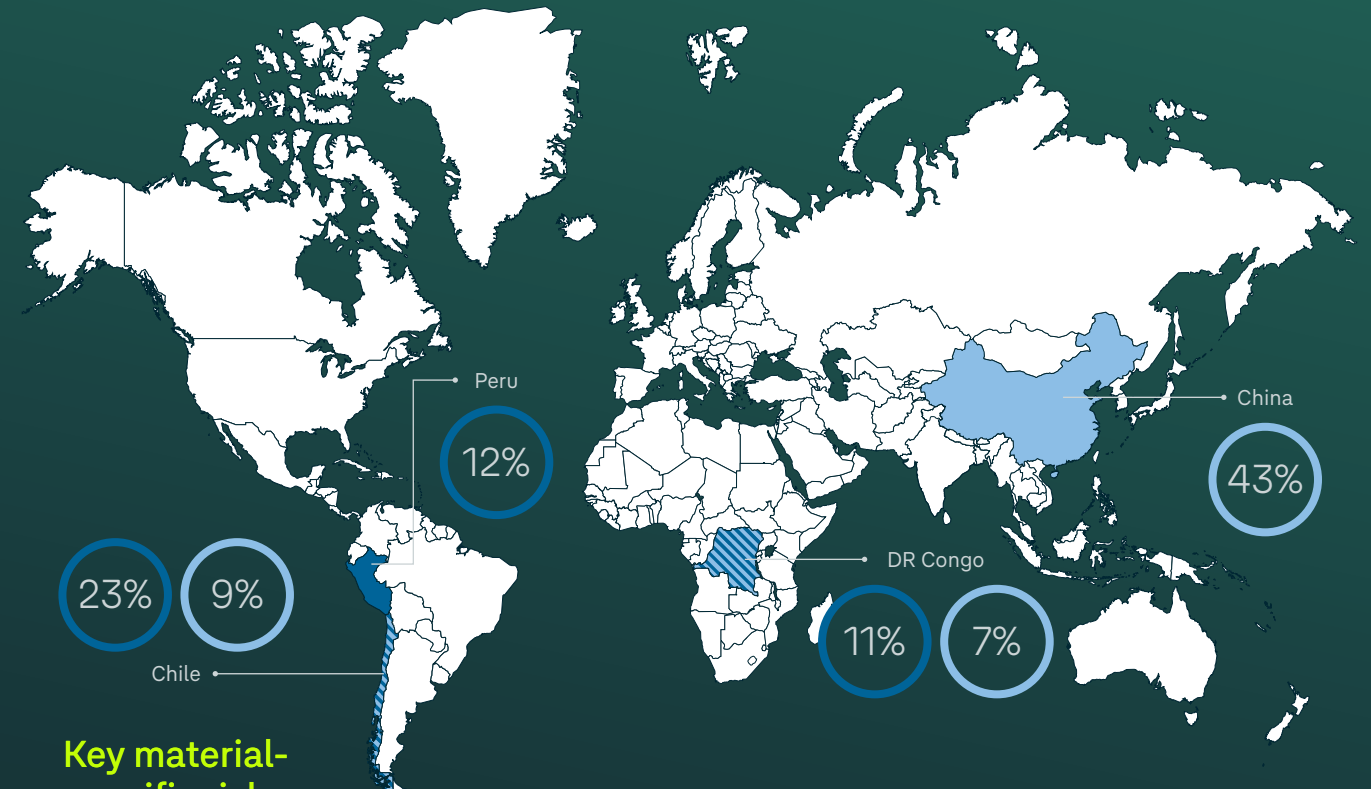 Peru
12%
China
43%
23%
9%
Chile
DR Congo
11%
7%
Key material-